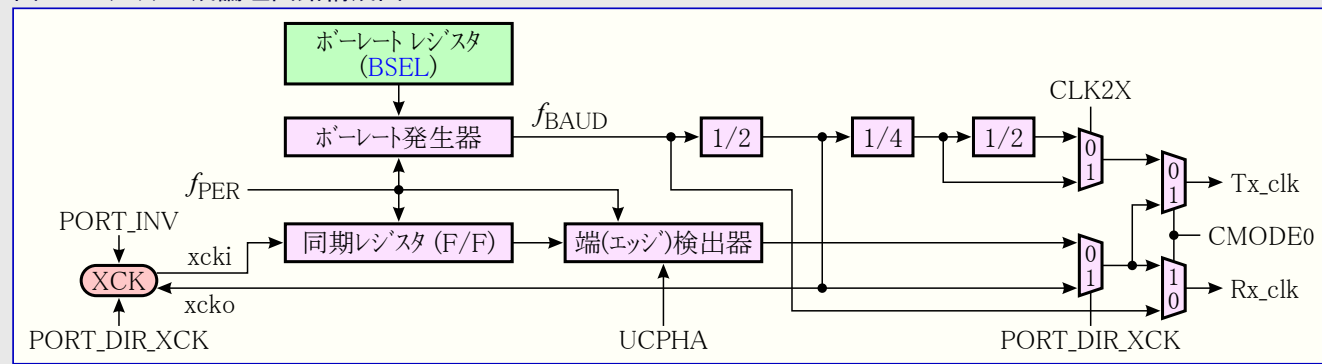 ボーレート レジスタ
(BSEL)
CLK2X
ボーレート発生器
fBAUD
1/2
1/4
1/2
0
1
0
1
Tx_clk
fPER
PORT_INV
同期レジスタ (F/F)
端(エッジ)検出器
xcki
XCK
xcko
0
1
CMODE0
1
0
Rx_clk
PORT_DIR_XCK
UCPHA
PORT_DIR_XCK